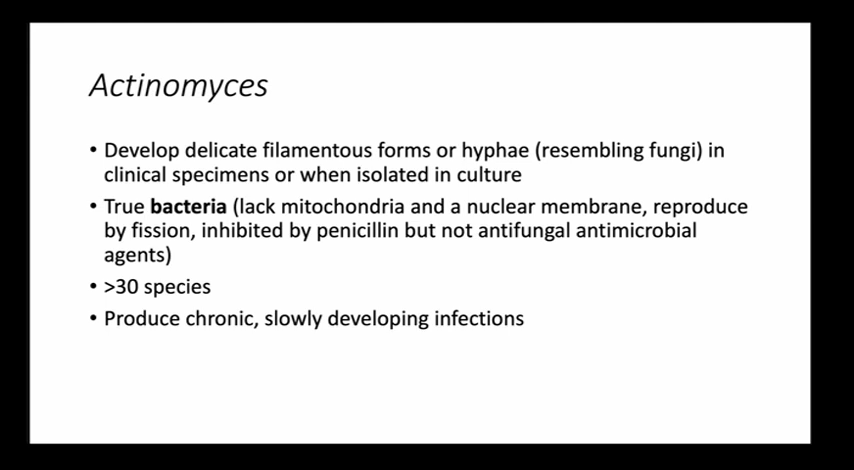 Actinomyces
• Develop delicate filamentous forms or hyphae (resembling fungi) in
clinical specimens or when isolated in culture
• True bacteria (lack mitochondria and a nuclear membrane, reproduce
by fission, inhibited by penicillin but not antifungal antimicrobial
agents)
• >30 species
• Produce chronic, slowly developing infections